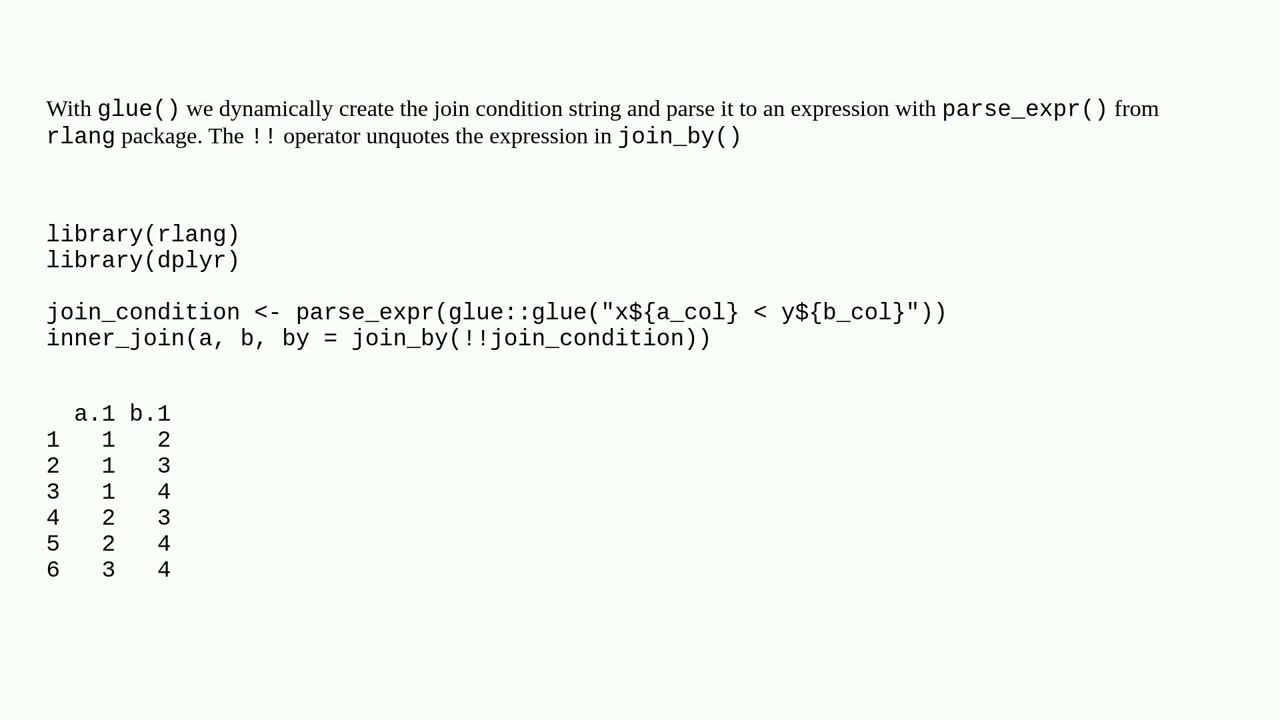 With glue() we dynamically create the join condition string and parse it to an expression with parse_expr() from
rlang package. The !! operator unquotes the expression in join_by()
library(rlang)
library(dplyr)
join_condition <- parse_expr(glue::glue("x${a_col} < y${b_col}"))
inner_join(a, b, by = join_by(!!join_condition))
  a.1 b.1
1   1   2
2   1   3
3   1   4
4   2   3
5   2   4
6   3   4